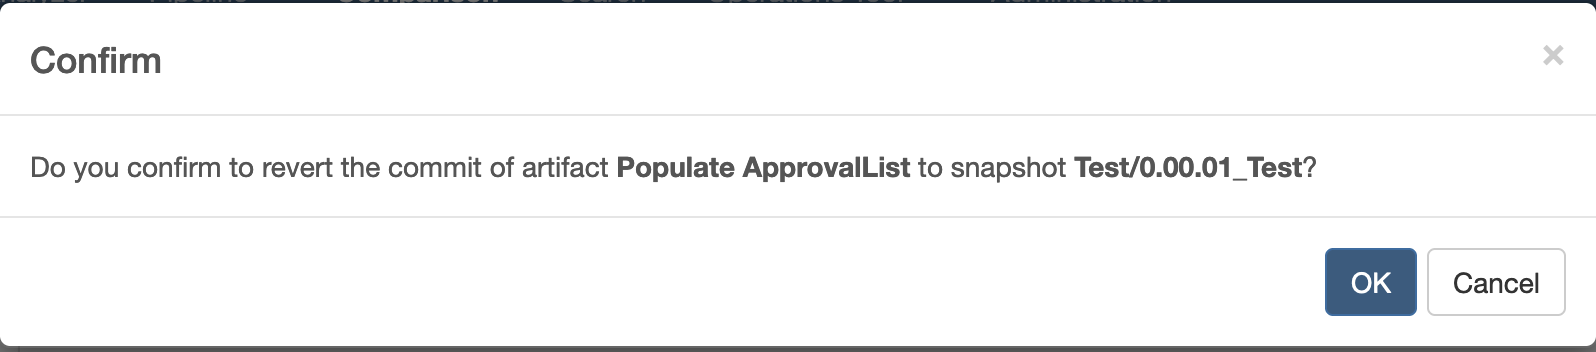 Confirm
×
Do you confirm to revert the commit of artifact Populate ApprovalList to snapshot Test/0.00.01_Test?
OK
Cancel